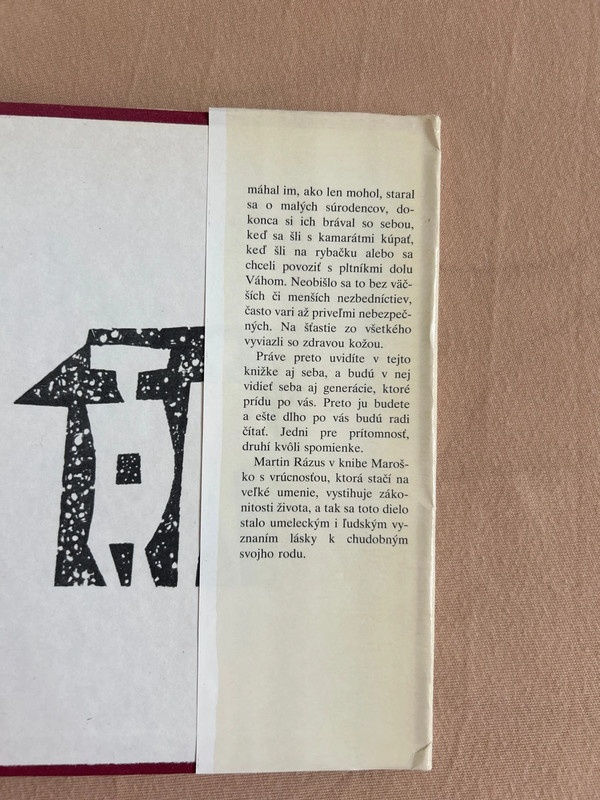 máhal im, ako len mohol, staral
sa o malých súrodencov, do-
konca si ich brával so sebou,
keď sa šli s kamarátmi kúpať,
keď šli na rybačku alebo sa
chceli povoziť s pltníkmi dolu
Váhom. Neobišlo sa to bez väč-
ších či menších nezbedníctiev,
často vari až priveľmi nebezpeč-
ných. Na šťastie zo všetkého
vyviazli so zdravou kožou.
Práve preto uvidíte v tejto
knižke aj seba, a budú v nej
vidieť seba aj generácie, ktoré
prídu po vás. Preto ju budete
a ešte dlho po vás budú radi
čítať. Jedni pre prítomnosť,
druhí kvôli spomienke.
Martin Rázus v knihe Maroš-
ko s vrúcnosťou, ktorá stačí na
veľké umenie, vystihuje záko-
nitosti života, a tak sa toto dielo
stalo umeleckým i ľudským vy-
znaním lásky k chudobným
svojho rodu.